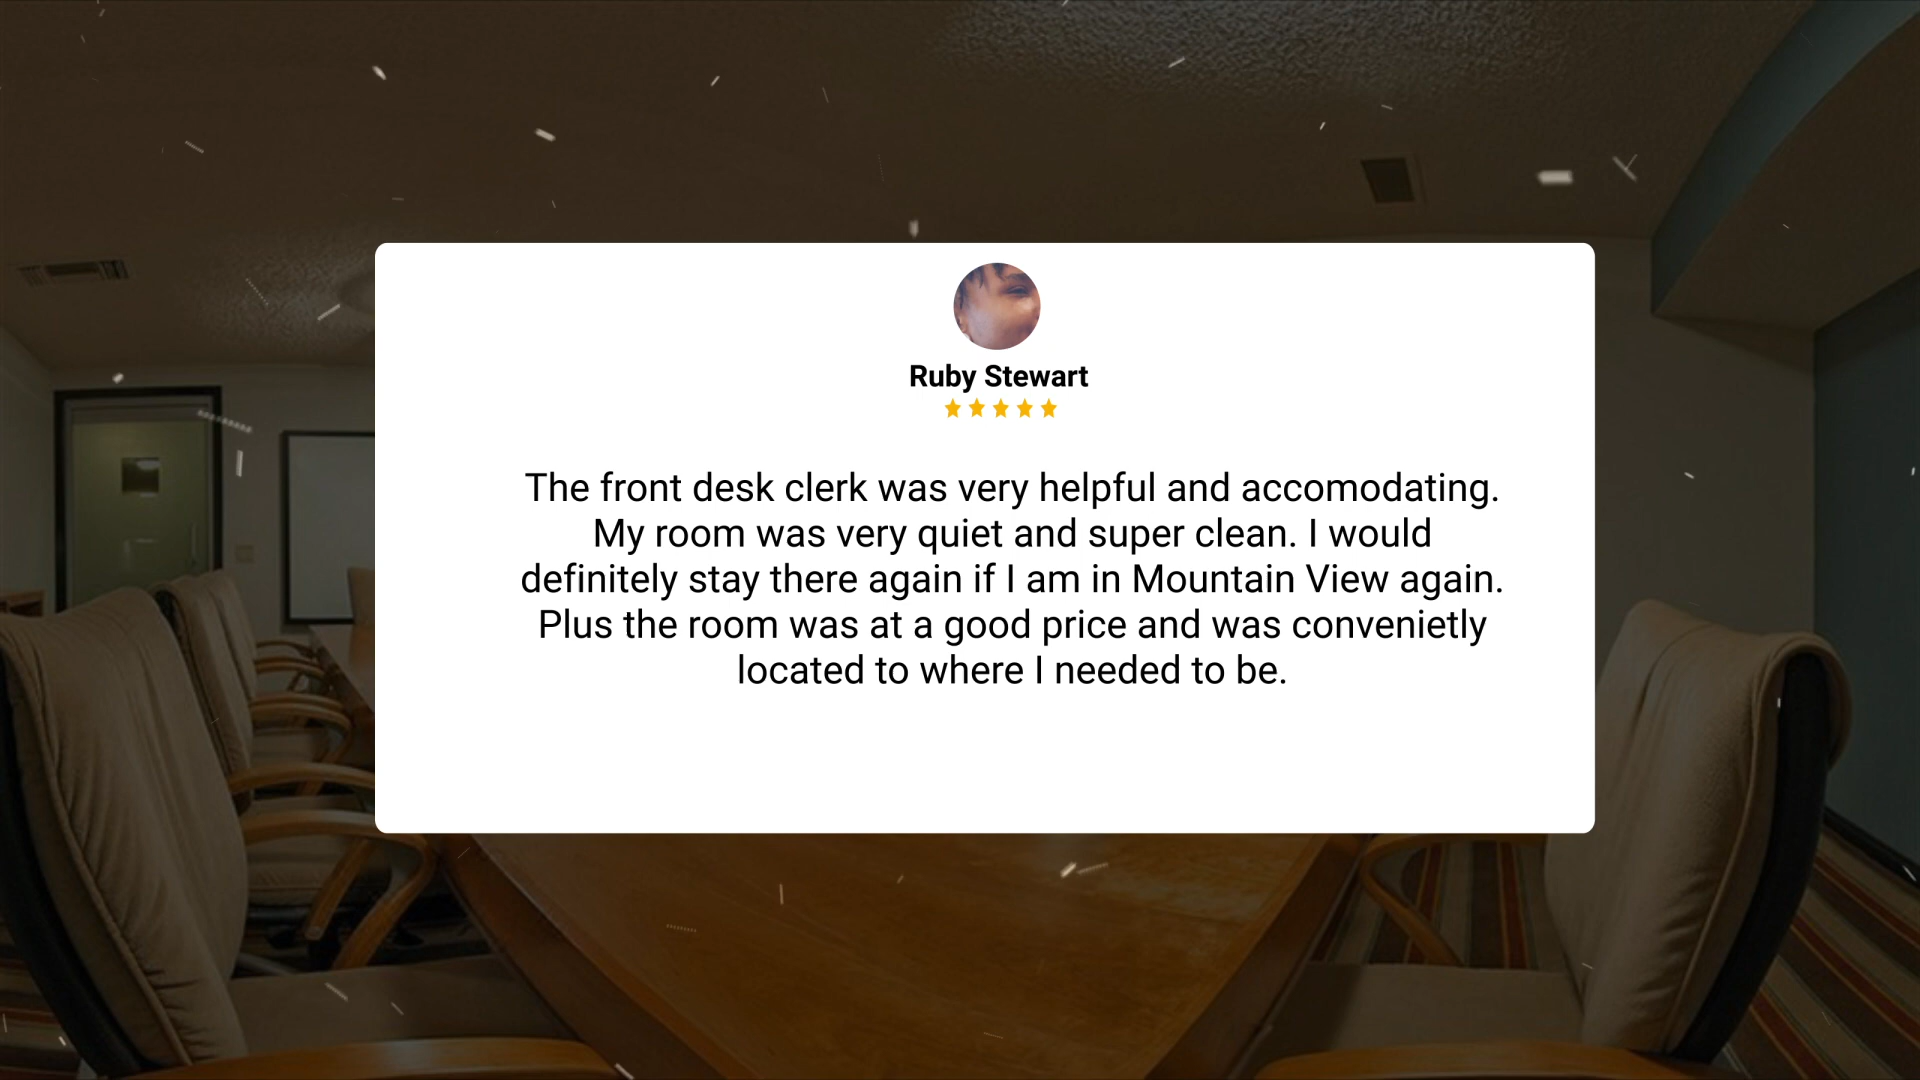 Ruby Stewart
The front desk clerk was very helpful and accomodating.
My room was very quiet and super clean. I would
definitely stay there again if I am in Mountain View again.
Plus the room was at a good price and was convenietly
located to where I needed to be.